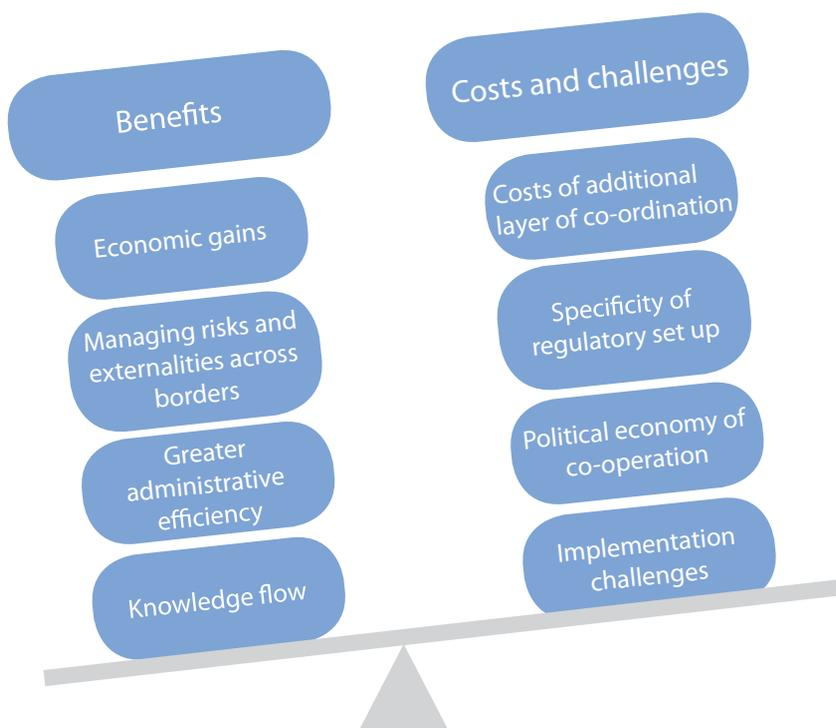 Benefits
Economic gains
Managing risks and
externalities across
borders
Greater
administrative
efficiency
Knowledge flow
Costs and challenges
Costs of additional
layer of co-ordination
Specificity of
regulatory set up
Political economy of
co-operation
Implementation
challenges